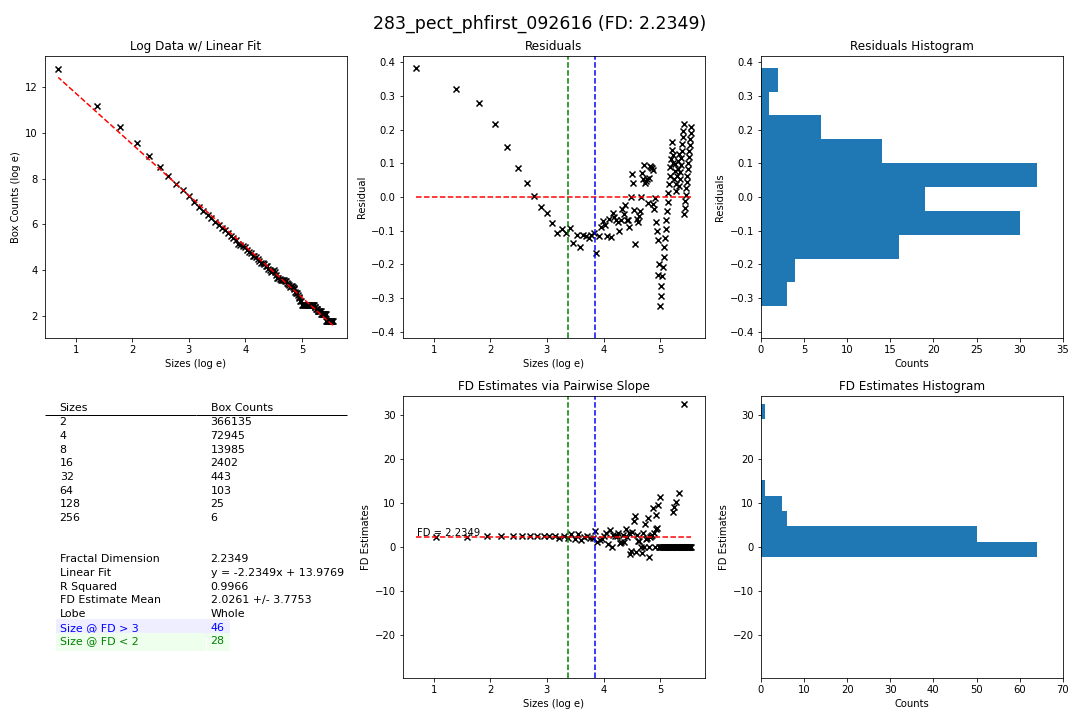 283_pect_phfirst_092616 (FD: 2.2349)
Log Data w/ Linear Fit
Box Counts (log e)
12
10
8
6
4
2
1 2 3 4 5
Sizes (log e)
Residuals
Residual
0.4
0.3
0.2
0.1
0.0
−0.1
−0.2
−0.3
−0.4
1 2 3 4 5
Sizes (log e)
Residuals Histogram
Residuals
0.4
0.3
0.2
0.1
0.0
−0.1
−0.2
−0.3
−0.4
0 5 10 15 20 25 30 35
Counts
Sizes Box Counts
2 366135
4 72945
8 13985
16 2402
32 443
64 103
128 25
256 6
Fractal Dimension 2.2349
Linear Fit y = -2.2349x + 13.9769
R Squared 0.9966
FD Estimate Mean 2.0261 +/- 3.7753
Lobe Whole
Size @ FD > 3 46
Size @ FD < 2 28
FD Estimates via Pairwise Slope
FD Estimates
30
20
10
0
−10
−20
FD = 2.2349
1 2 3 4 5
Sizes (log e)
FD Estimates Histogram
FD Estimates
30
20
10
0
−10
−20
0 10 20 30 40 50 60 70
Counts